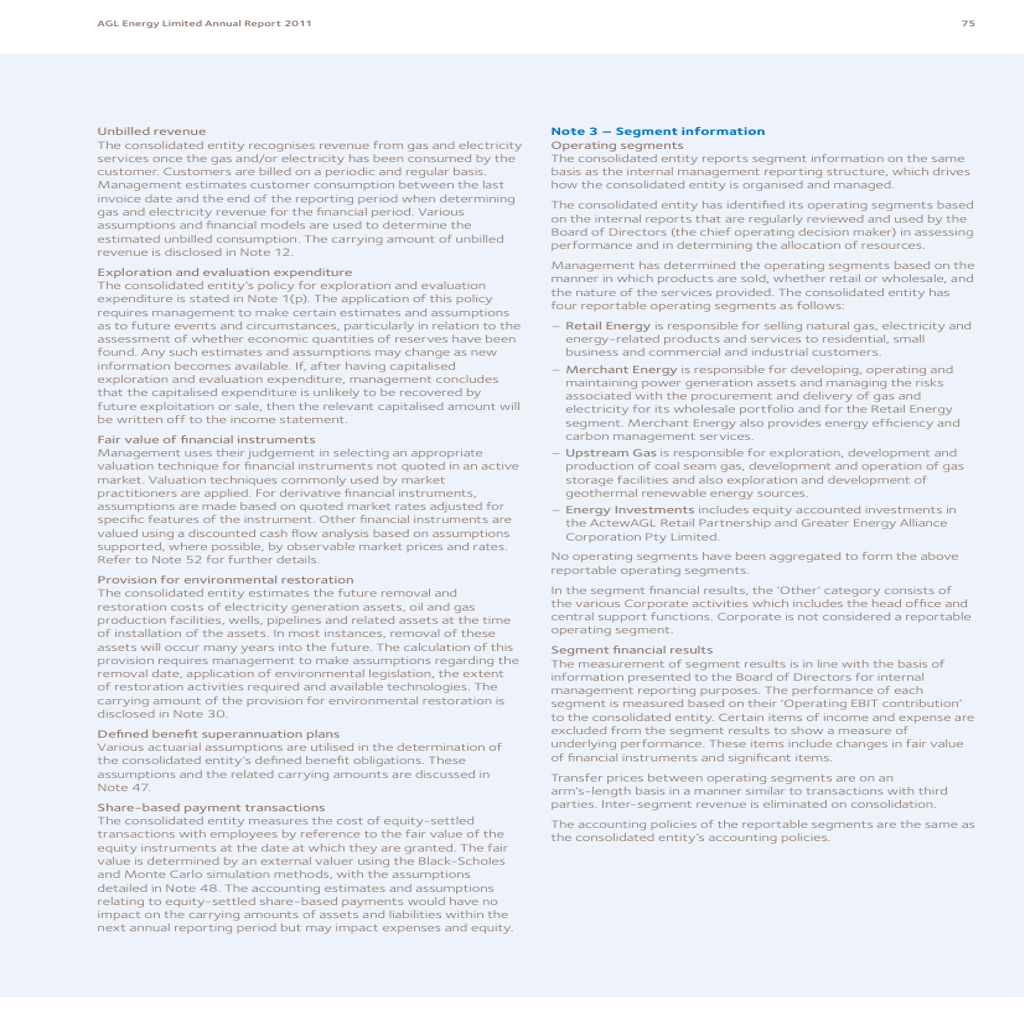 AGL Energy Limited Annual Report 2011
75
Unbilled revenue
The consolidated entity recognises revenue from gas and electricity
services once the gas and/or electricity has been consumed by the
customer. Customers are billed on a periodic and regular basis.
Management estimates customer consumption between the last
invoice date and the end of the reporting period when determining
gas and electricity revenue for the financial period. Various
assumptions and financial models are used to determine the
estimated unbilled consumption. The carrying amount of unbilled
revenue is disclosed in Note 12.
Exploration and evaluation expenditure
The consolidated entity's policy for exploration and evaluation
expenditure is stated in Note 1(p). The application of this policy
requires management to make certain estimates and assumptions
as to future events and circumstances, particularly in relation to the
assessment of whether economic quantities of reserves have been
found. Any such estimates and assumptions may change as new
information becomes available. If, after having capitalised
exploration and evaluation expenditure, management concludes
that the capitalised expenditure is unlikely to be recovered by
future exploitation or sale, then the relevant capitalised amount will
be written off to the income statement.
Fair value of financial instruments
Management uses their judgement in selecting an appropriate
valuation technique for financial instruments not quoted in an active
market. Valuation techniques commonly used by market
practitioners are applied. For derivative financial instruments,
assumptions are made based on quoted market rates adjusted for
specific features of the instrument. Other financial instruments are
valued using a discounted cash flow analysis based on assumptions
supported, where possible, by observable market prices and rates.
Refer to Note 52 for further details.
Provision for environmental restoration
The consolidated entity estimates the future removal and
restoration costs of electricity generation assets, oil and gas
production facilities, wells, pipelines and related assets at the time
of installation of the assets. In most instances, removal of these
assets will occur many years into the future. The calculation of this
provision requires management to make assumptions regarding the
removal date, application of environmental legislation, the extent
of restoration activities required and available technologies. The
carrying amount of the provision for environmental restoration is
disclosed in Note 30.
Defined benefit superannuation plans
Various actuarial assumptions are utilised in the determination of
the consolidated entity's defined benefit obligations. These
assumptions and the related carrying amounts are discussed in
Note 47.
Share-based payment transactions
The consolidated entity measures the cost of equity-settled
transactions with employees by reference to the fair value of the
equity instruments at the date at which they are granted. The fair
value is determined by an external valuer using the Black-Scholes
and Monte Carlo simulation methods, with the assumptions
detailed in Note 48. The accounting estimates and assumptions
relating to equity-settled share-based payments would have no
impact on the carrying amounts of assets and liabilities within the
next annual reporting period but may impact expenses and equity.
Note 3 – Segment information
Operating segments
The consolidated entity reports segment information on the same
basis as the internal management reporting structure, which drives
how the consolidated entity is organised and managed.
The consolidated entity has identified its operating segments based
on the internal reports that are regularly reviewed and used by the
Board of Directors (the chief operating decision maker) in assessing
performance and in determining the allocation of resources.
Management has determined the operating segments based on the
manner in which products are sold, whether retail or wholesale, and
the nature of the services provided. The consolidated entity has
four reportable operating segments as follows:
– Retail Energy is responsible for selling natural gas, electricity and
energy-related products and services to residential, small
business and commercial and industrial customers.
– Merchant Energy is responsible for developing, operating and
maintaining power generation assets and managing the risks
associated with the procurement and delivery of gas and
electricity for its wholesale portfolio and for the Retail Energy
segment. Merchant Energy also provides energy efficiency and
carbon management services.
– Upstream Gas is responsible for exploration, development and
production of coal seam gas, development and operation of gas
storage facilities and also exploration and development of
geothermal renewable energy sources.
– Energy Investments includes equity accounted investments in
the ActewAGL Retail Partnership and Greater Energy Alliance
Corporation Pty Limited.
No operating segments have been aggregated to form the above
reportable operating segments.
In the segment financial results, the 'Other' category consists of
the various Corporate activities which includes the head office and
central support functions. Corporate is not considered a reportable
operating segment.
Segment financial results
The measurement of segment results is in line with the basis of
information presented to the Board of Directors for internal
management reporting purposes. The performance of each
segment is measured based on their 'Operating EBIT contribution'
to the consolidated entity. Certain items of income and expense are
excluded from the segment results to show a measure of
underlying performance. These items include changes in fair value
of financial instruments and significant items.
Transfer prices between operating segments are on an
arm's-length basis in a manner similar to transactions with third
parties. Inter-segment revenue is eliminated on consolidation.
The accounting policies of the reportable segments are the same as
the consolidated entity's accounting policies.